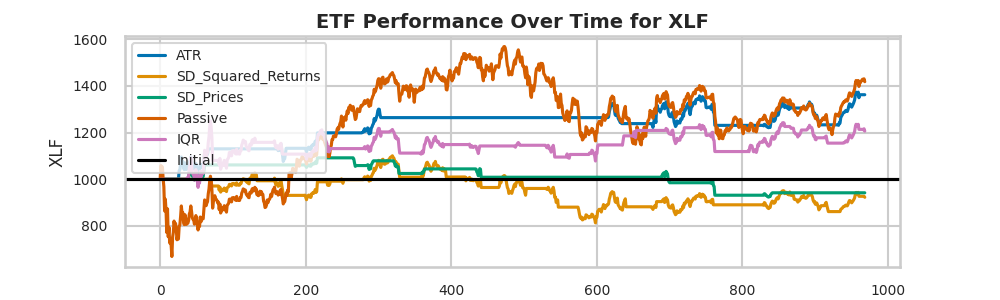 ETF Performance Over Time for XLF
1600
1400
1200
1000
800
XLF
ATR
SD_Squared_Returns
SD_Prices
Passive
IQR
Initial
0
200
400
600
800
1000